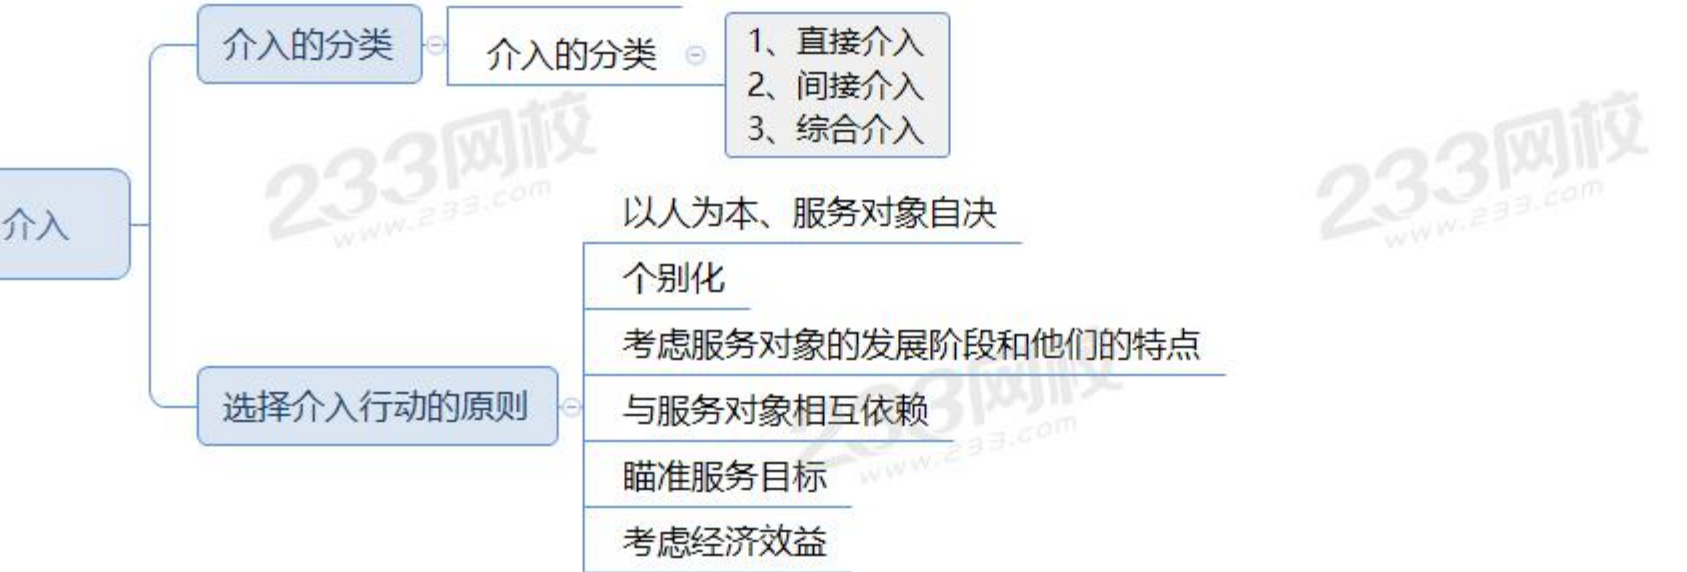 介入的分类
介入的分类
1、直接介入
2、间接介入
3、综合介入
233网校
www.233.com
233网校
www.233.com
介入
以人为本、服务对象自决
个别化
考虑服务对象的发展阶段和他们的特点
选择介入行动的原则
与服务对象相互依赖
233网校
www.233.com
瞄准服务目标
考虑经济效益